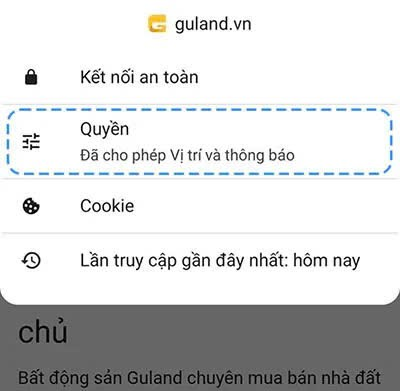 guland.vn
Kết nối an toàn
Quyền
Đã cho phép Vị trí và thông báo
Cookie
Lần truy cập gần đây nhất: hôm nay
chủ
Bất động sản Guland chuyên mua bán nhà đất